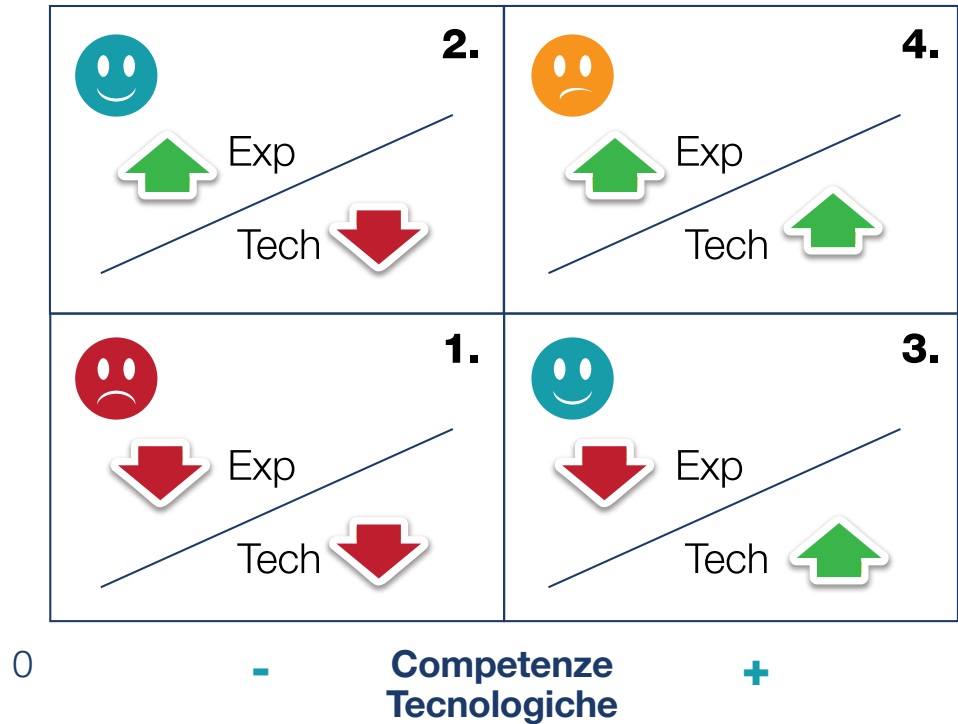 2.
Exp
Tech
4.
Exp
Tech
1.
Exp
Tech
3.
Exp
Tech
0
-
Competenze
Tecnologiche
+